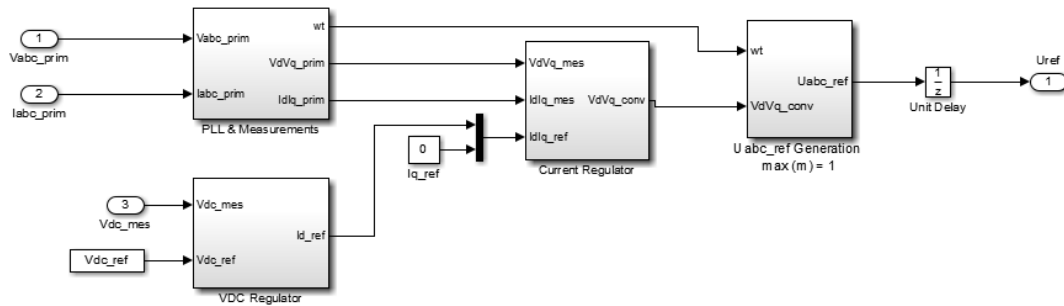 1
Vabc_prim
2
Iabc_prim
Vabc_prim
Iabc_prim
wt
VdVq_prim
IdIq_prim
PLL & Measurements
3
Vdc_mes
Vdc_ref
Vdc_mes
Vdc_ref
Id_ref
VDC Regulator
0
Iq_ref
VdVq_mes
IdIq_mes
IdIq_ref
VdVq_conv
Current Regulator
wt
VdVq_conv
Uabc_ref
Uabc_ref Generation
max (m) = 1
1
z
Unit Delay
Uref
1